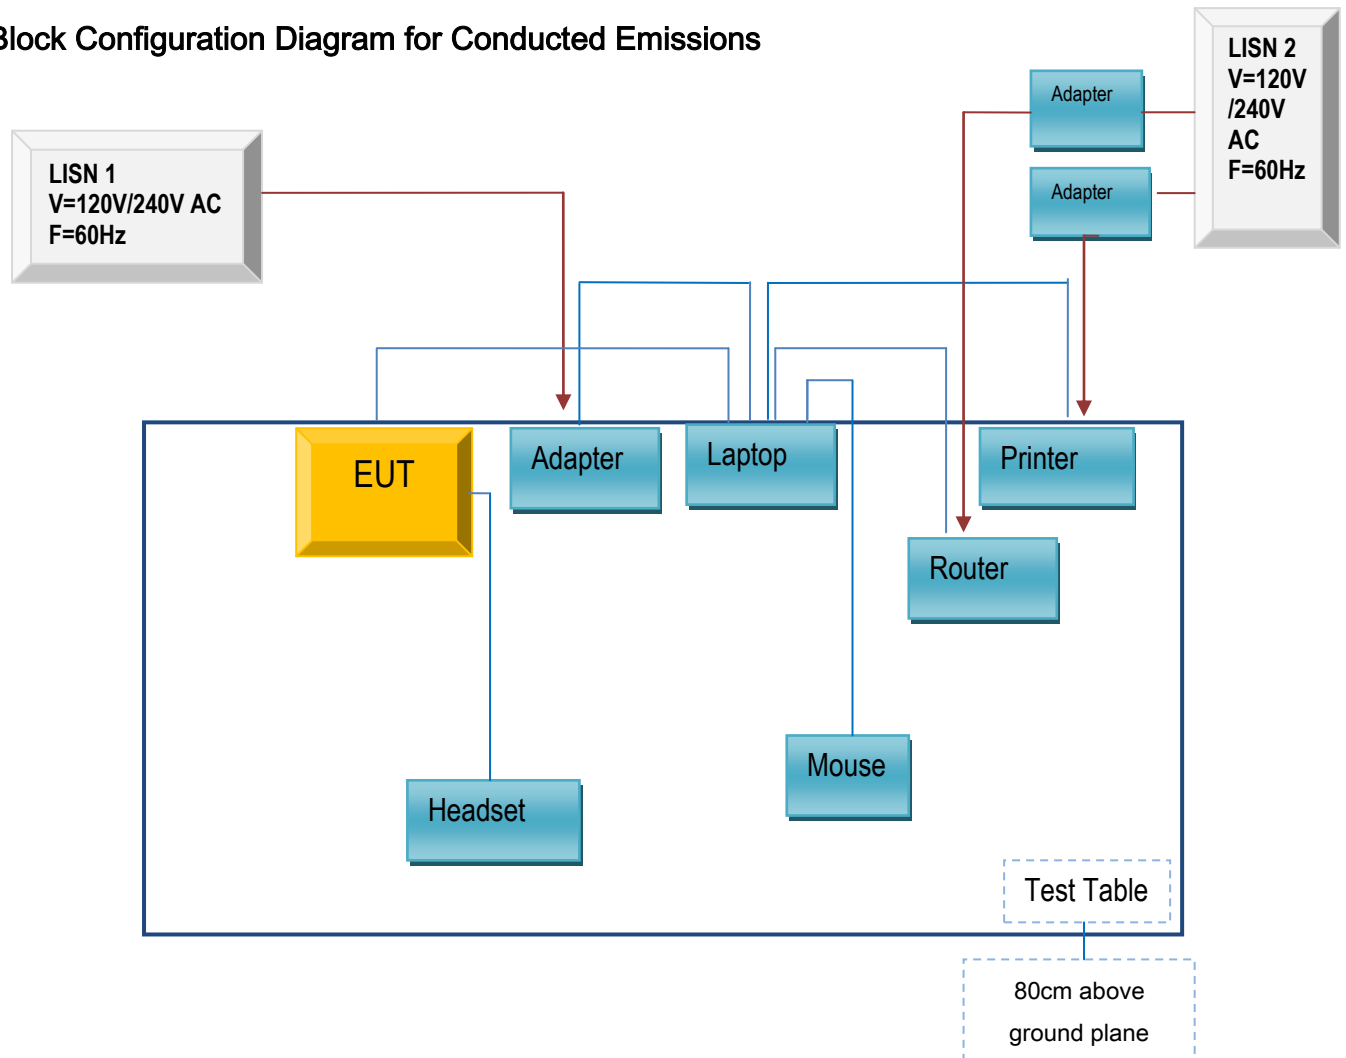 Block Configuration Diagram for Conducted Emissions
LISN 2
V=120V
/240V
AC
F=60Hz
Adapter
Adapter
LISN 1
V=120V/240V AC
F=60Hz
EUT
Adapter
Laptop
Printer
Router
Mouse
Headset
Test Table
80cm above
ground plane